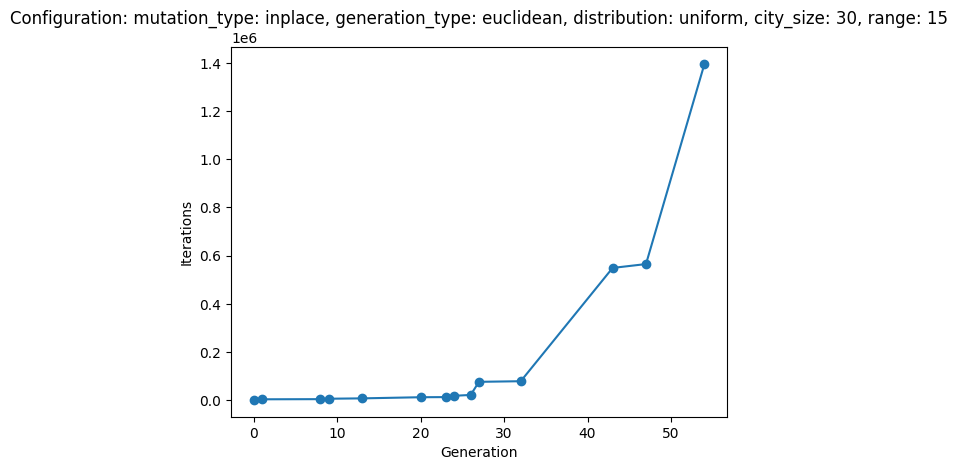 Configuration: mutation_type: inplace, generation_type: euclidean, distribution: uniform, city_size: 30, range: 15
1e6
1.4
1.2
1.0
0.8
0.6
0.4
0.2
0.0
Iterations
0 10 20 30 40 50
Generation